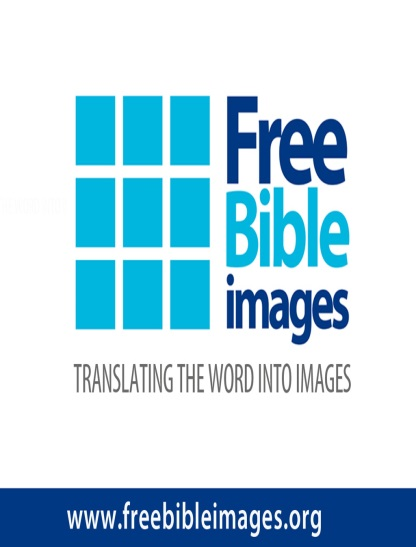 Free
Bible
images
TRANSLATING THE WORD INTO IMAGES
www.freebibleimages.org